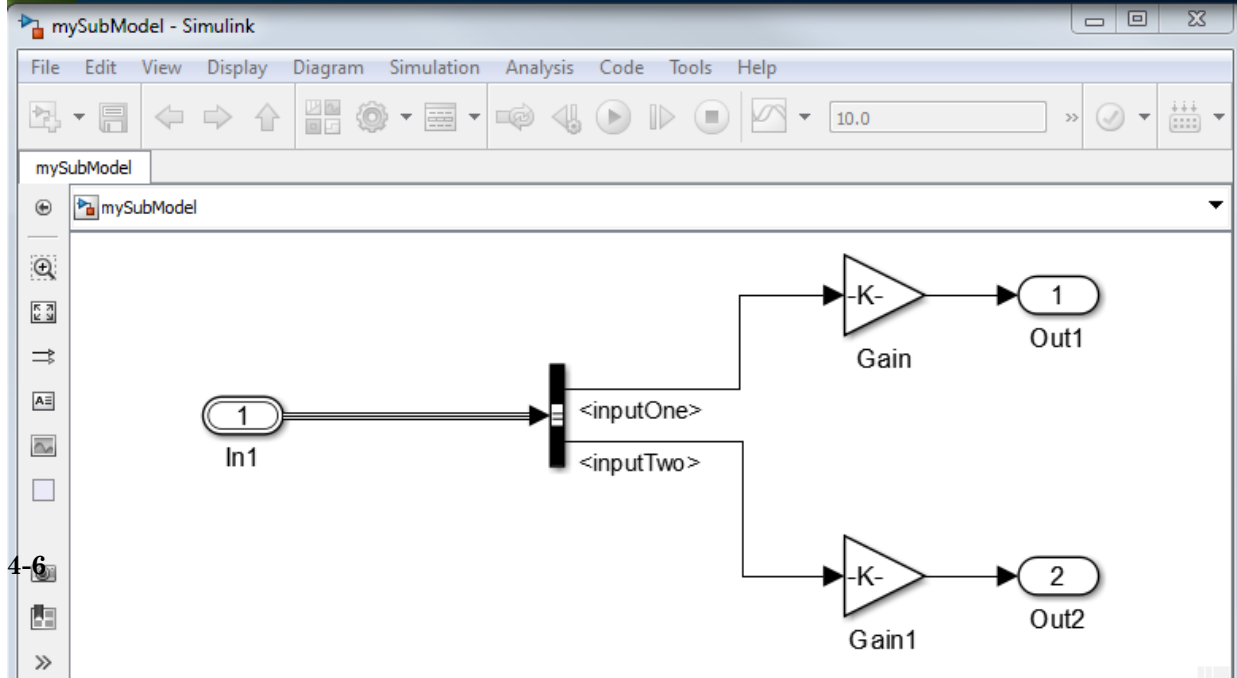 mySubModel - Simulink
File Edit View Display Diagram Simulation Analysis Code Tools Help
10.0
mySubModel
mySubModel
-K-
1
Gain
Out1
1
In1
<inputOne>
<inputTwo>
4-6
-K-
2
Gain1
Out2